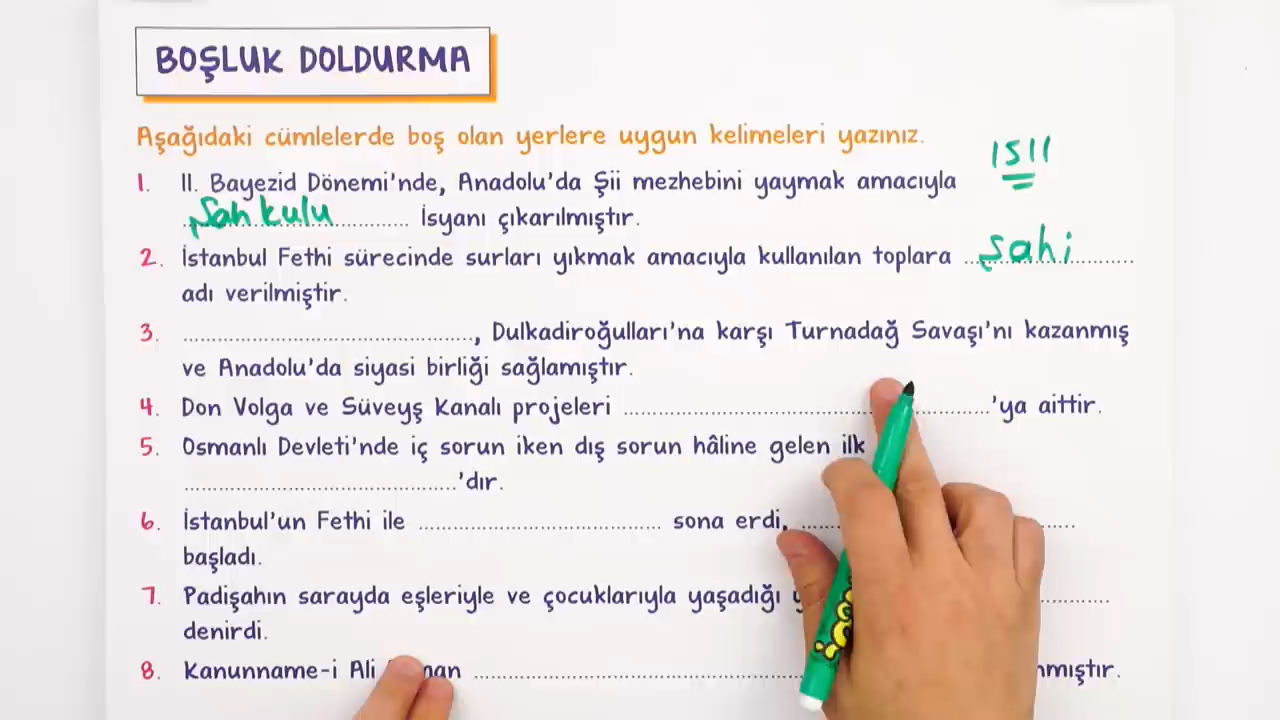 BOŞLUK DOLDURMA
Aşağıdaki cümlelerde boş olan yerlere uygun kelimeleri yazınız.
1511
1. II. Bayezid Dönemi'nde, Anadolu'da Şii mezhebini yaymak amacıyla
Şahkulu İsyanı çıkarılmıştır.
2. İstanbul Fethi sürecinde surları yıkmak amacıyla kullanılan toplara şahi
adı verilmiştir.
3. ........................, Dulkadiroğulları'na karşı Turnadağ Savaşı'nı kazanmış
ve Anadolu'da siyasi birliği sağlamıştır.
4. Don Volga ve Süveyş Kanalı projeleri ........................'ya aittir.
5. Osmanlı Devleti'nde iç sorun iken dış sorun hâline gelen ilk
........................'dır.
6. İstanbul'un Fethi ile ........................ sona erdi, ........................
başladı.
7. Padişahın sarayda eşleriyle ve çocuklarıyla yaşadığı ........................
denirdi.
8. Kanunname-i Ali ........................